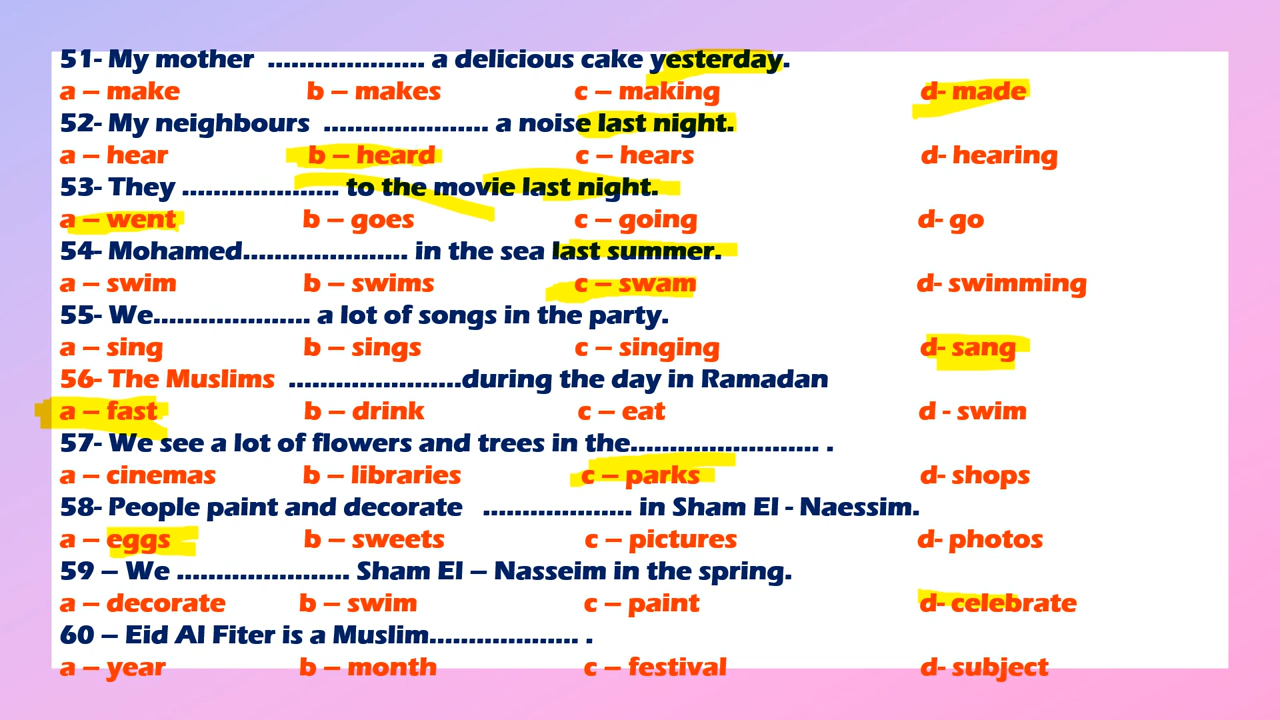 51- My mother .................... a delicious cake yesterday.
a – make b – makes c – making d- made
52- My neighbours ..................... a noise last night.
a – hear b – heard c – hears d- hearing
53- They .................... to the movie last night.
a – went b – goes c – going d- go
54- Mohamed..................... in the sea last summer.
a – swim b – swims c – swam d- swimming
55- We.................... a lot of songs in the party.
a – sing b – sings c – singing d- sang
56- The Muslims ......................during the day in Ramadan
a – fast b – drink c – eat d - swim
57- We see a lot of flowers and trees in the........................ .
a – cinemas b – libraries c – parks d- shops
58- People paint and decorate ................... in Sham El - Naessim.
a – eggs b – sweets c – pictures d- photos
59 – We ...................... Sham El – Nasseim in the spring.
a – decorate b – swim c – paint d- celebrate
60 – Eid Al Fiter is a Muslim................... .
a – year b – month c – festival d- subject